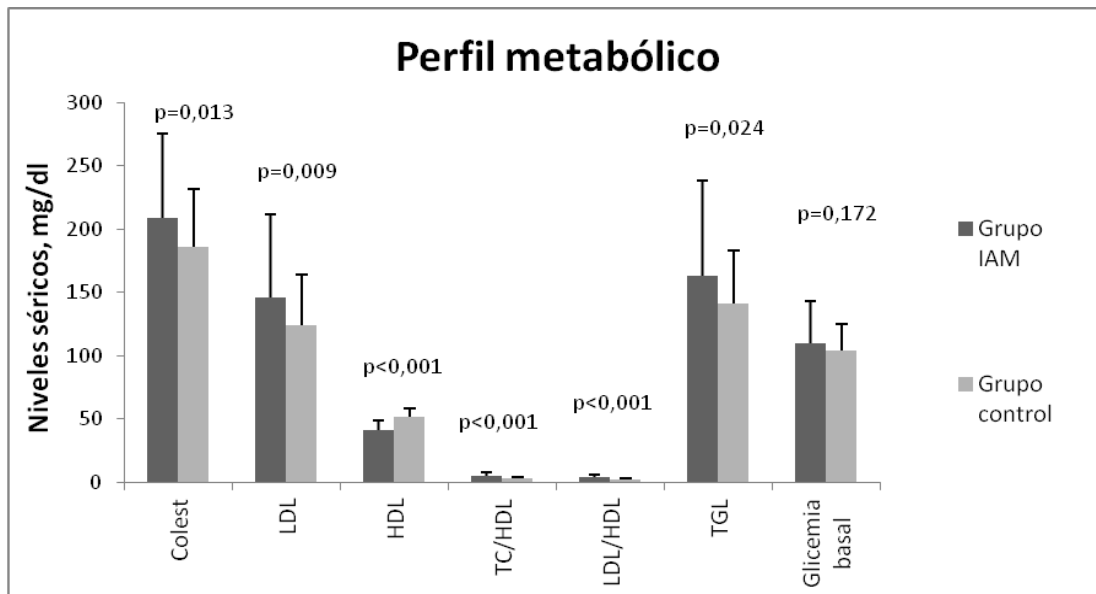 Perfil metabólico
Niveles séricos, mg/dl
300
250
200
150
100
50
0
p=0,013
p=0,009
p<0,001
p<0,001
p<0,001
p=0,024
p=0,172
Colest
LDL
HDL
TC/HDL
LDL/HDL
TGL
Glicemia
basal
Grupo
IAM
Grupo
control